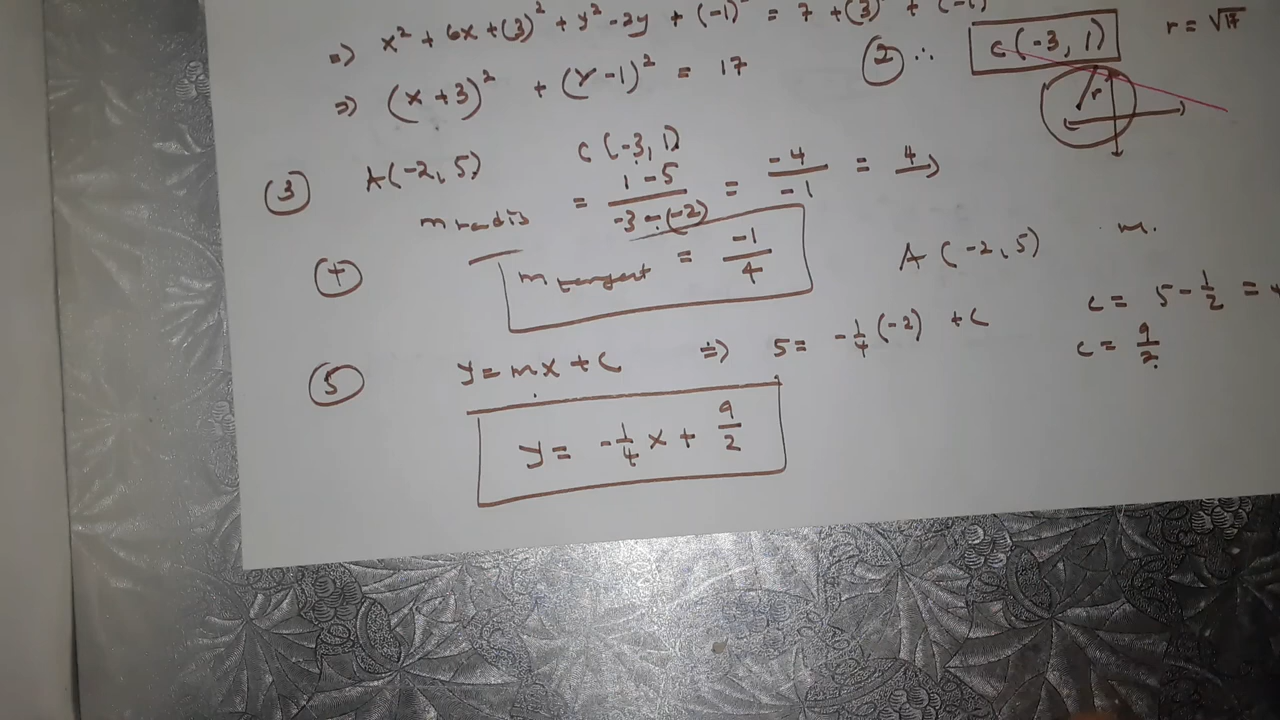 ⇒ x² + 6x + (3)² + y² - 2y + (-1)² = 7 + (3)² + (-1)
⇒ (x + 3)² + (y - 1)² = 17
② ∴ C(-3, 1) r = √17
r
③ A(-2, 5) C(-3, 1)
m radis = 1 - 5 / -3 - (-2) = -4 / -1 = 4
④ m tangent = -1/4
A(-2, 5) m.
⑤ y = mx + c ⇒ 5 = -1/4 (-2) + c
c = 5 - 1/2 =
c = 9/2
y = -1/4 x + 9/2